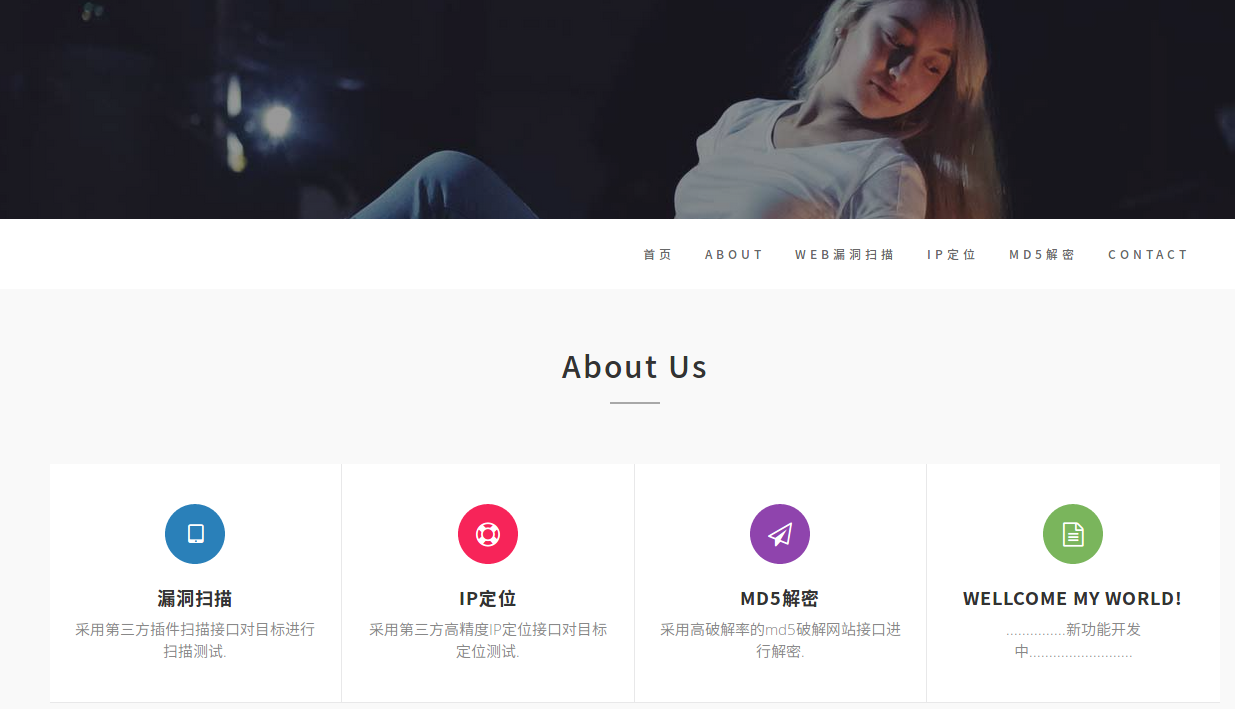 首页 ABOUT WEB漏洞扫描 IP定位 MD5解密 CONTACT
About Us
漏洞扫描
采用第三方插件扫描接口对目标进行
扫描测试.
IP定位
采用第三方高精度IP定位接口对目标
定位测试.
MD5解密
采用高破解率的md5破解网站接口进
行解密.
WELLCOME MY WORLD!
...............新功能开发
中..........................